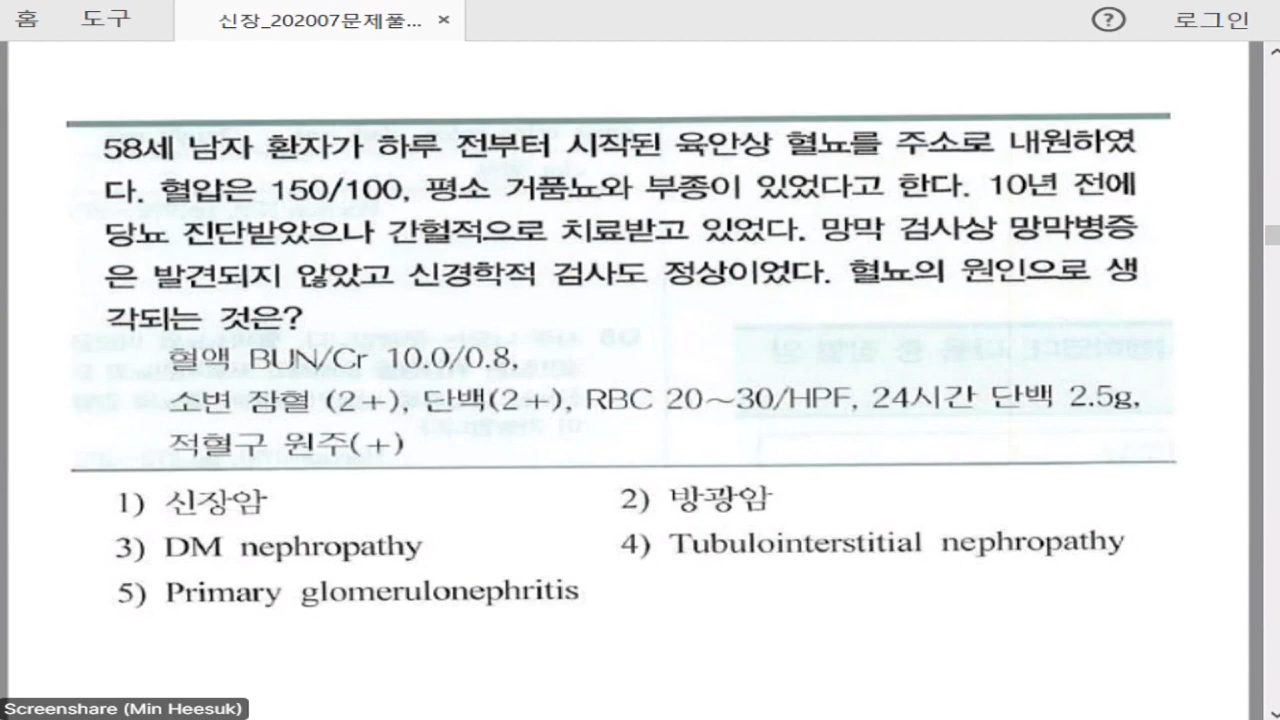 홈 도구 신장_202007문제풀... × ? 로그인
58세 남자 환자가 하루 전부터 시작된 육안상 혈뇨를 주소로 내원하였
다. 혈압은 150/100, 평소 거품뇨와 부종이 있었다고 한다. 10년 전에
당뇨 진단받았으나 간헐적으로 치료받고 있었다. 망막 검사상 망막병증
은 발견되지 않았고 신경학적 검사도 정상이었다. 혈뇨의 원인으로 생
각되는 것은?
혈액 BUN/Cr 10.0/0.8,
소변 잠혈 (2+), 단백(2+), RBC 20~30/HPF, 24시간 단백 2.5g,
적혈구 원주(+)
1) 신장암 2) 방광암
3) DM nephropathy 4) Tubulointerstitial nephropathy
5) Primary glomerulonephritis
Screenshare (Min Heesuk)